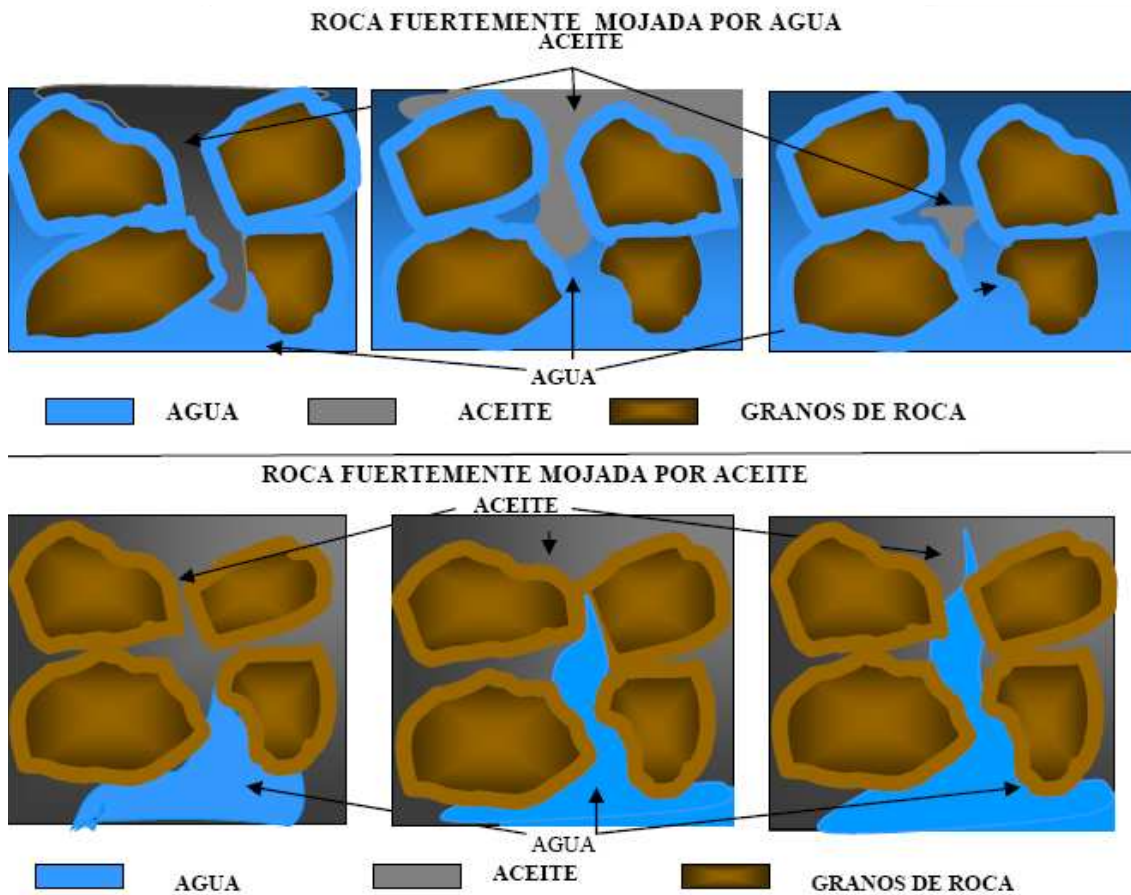 ROCA FUERTEMENTE MOJADA POR AGUA
ACEITE
AGUA
AGUA ACEITE GRANOS DE ROCA
ROCA FUERTEMENTE MOJADA POR ACEITE
ACEITE
AGUA
AGUA ACEITE GRANOS DE ROCA